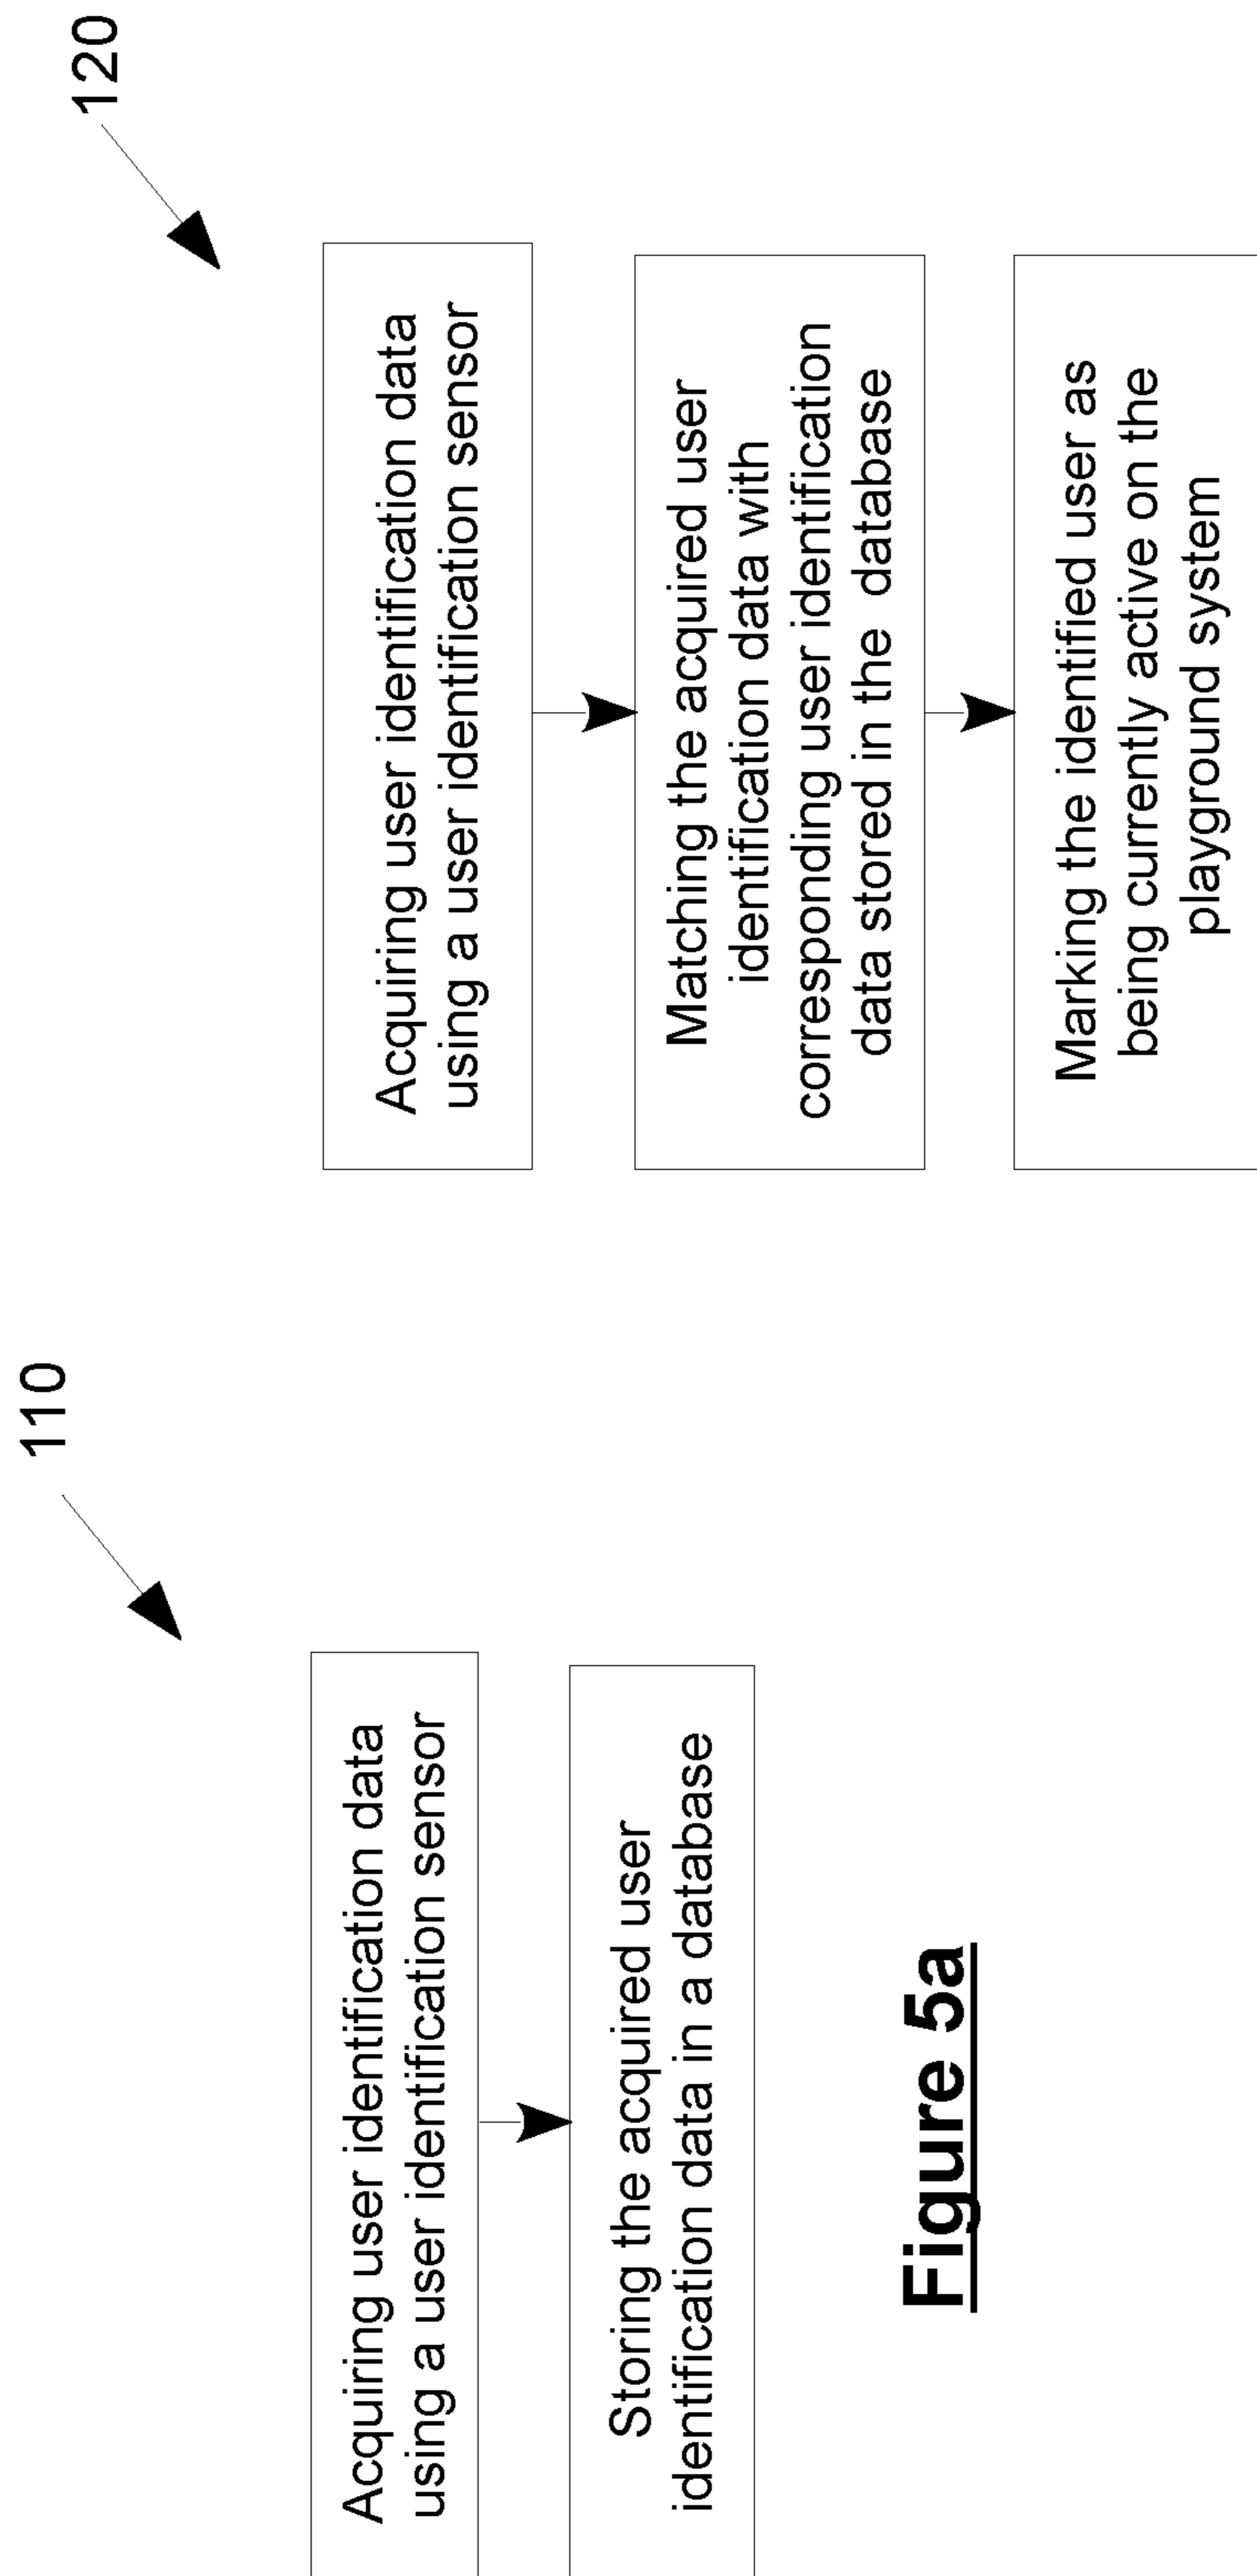 110
Acquiring user identification data
using a user identification sensor
Storing the acquired user
identification data in a database
Figure 5a
120
Acquiring user identification data
using a user identification sensor
Matching the acquired user
identification data with
corresponding user identification
data stored in the database
Marking the identified user as
being currently active on the
playground system